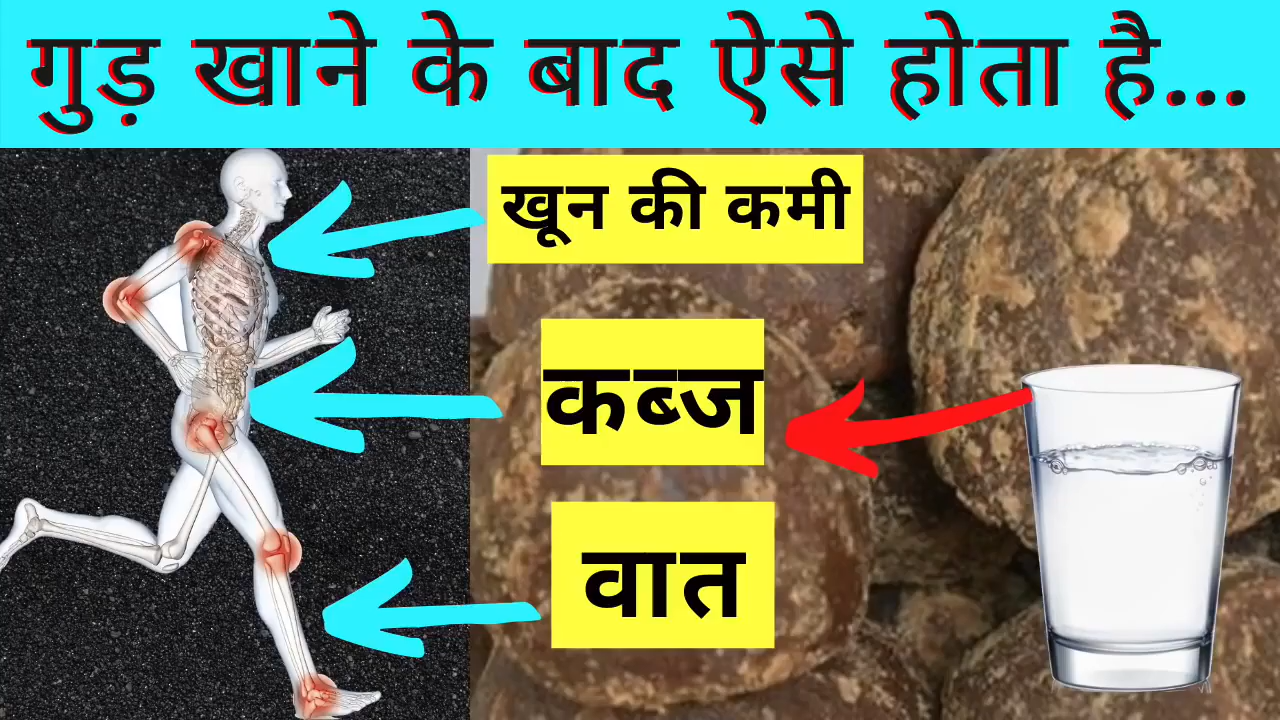 गुड़ खाने के बाद ऐसे होता है...
खून की कमी
कब्ज
वात